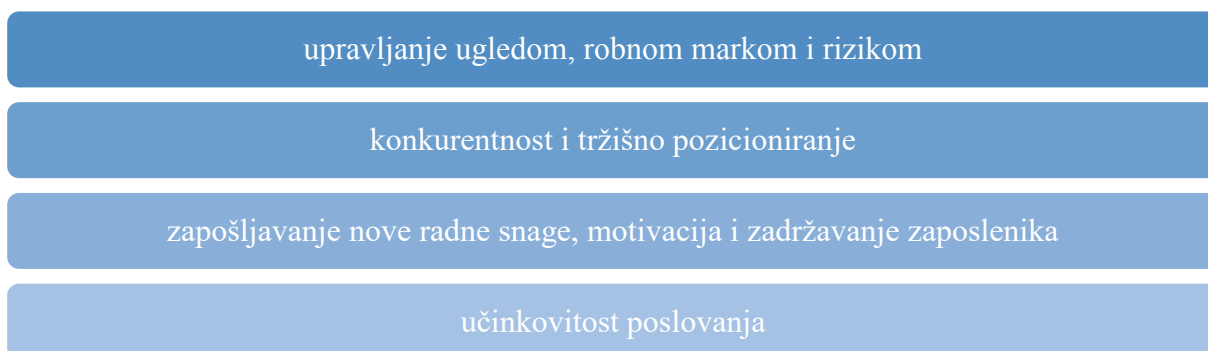 upravljanje ugledom, robnom markom i rizikom
konkurentnost i tržišno pozicioniranje
zapošljavanje nove radne snage, motivacija i zadržavanje zaposlenika
učinkovitost poslovanja